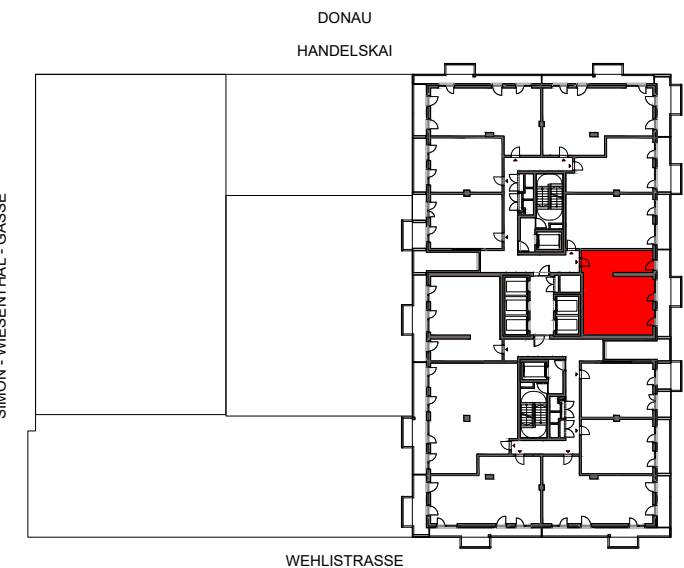 DONAU
HANDELSKAI
SIMON - WIESENTHAL - GASSE
WEHLISTRASSE